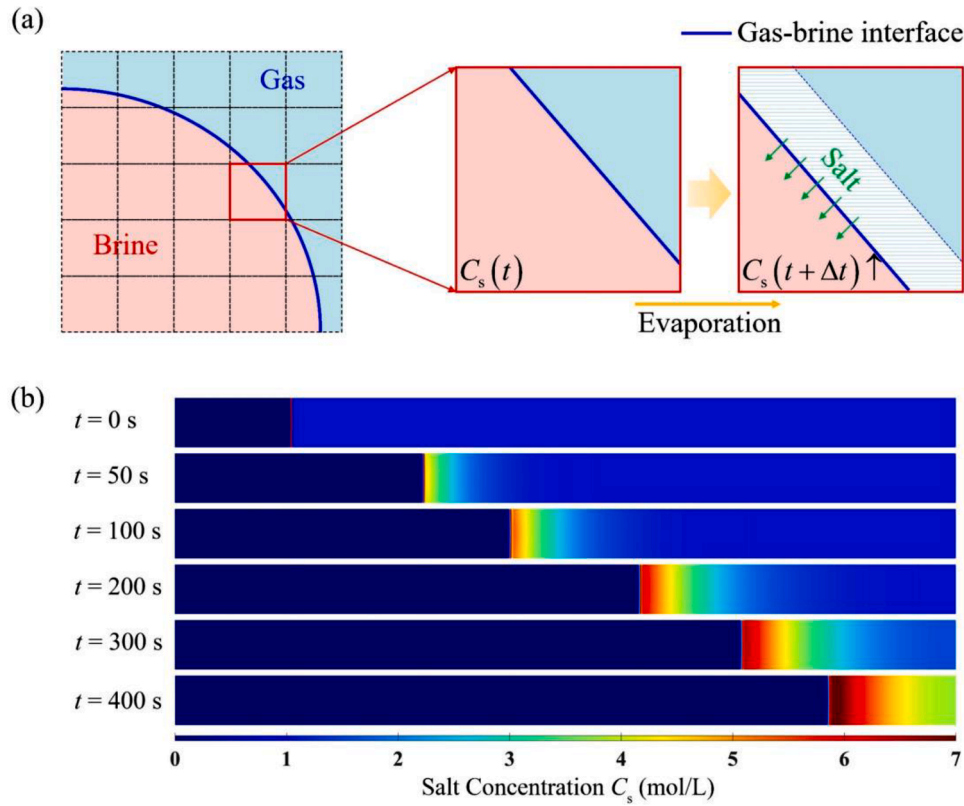 (a)
Gas-brine interface
Gas
Brine
Salt
C_s(t)
C_s(t + Δt) ↑
Evaporation
(b)
t = 0 s
t = 50 s
t = 100 s
t = 200 s
t = 300 s
t = 400 s
0 1 2 3 4 5 6 7
Salt Concentration C_s (mol/L)